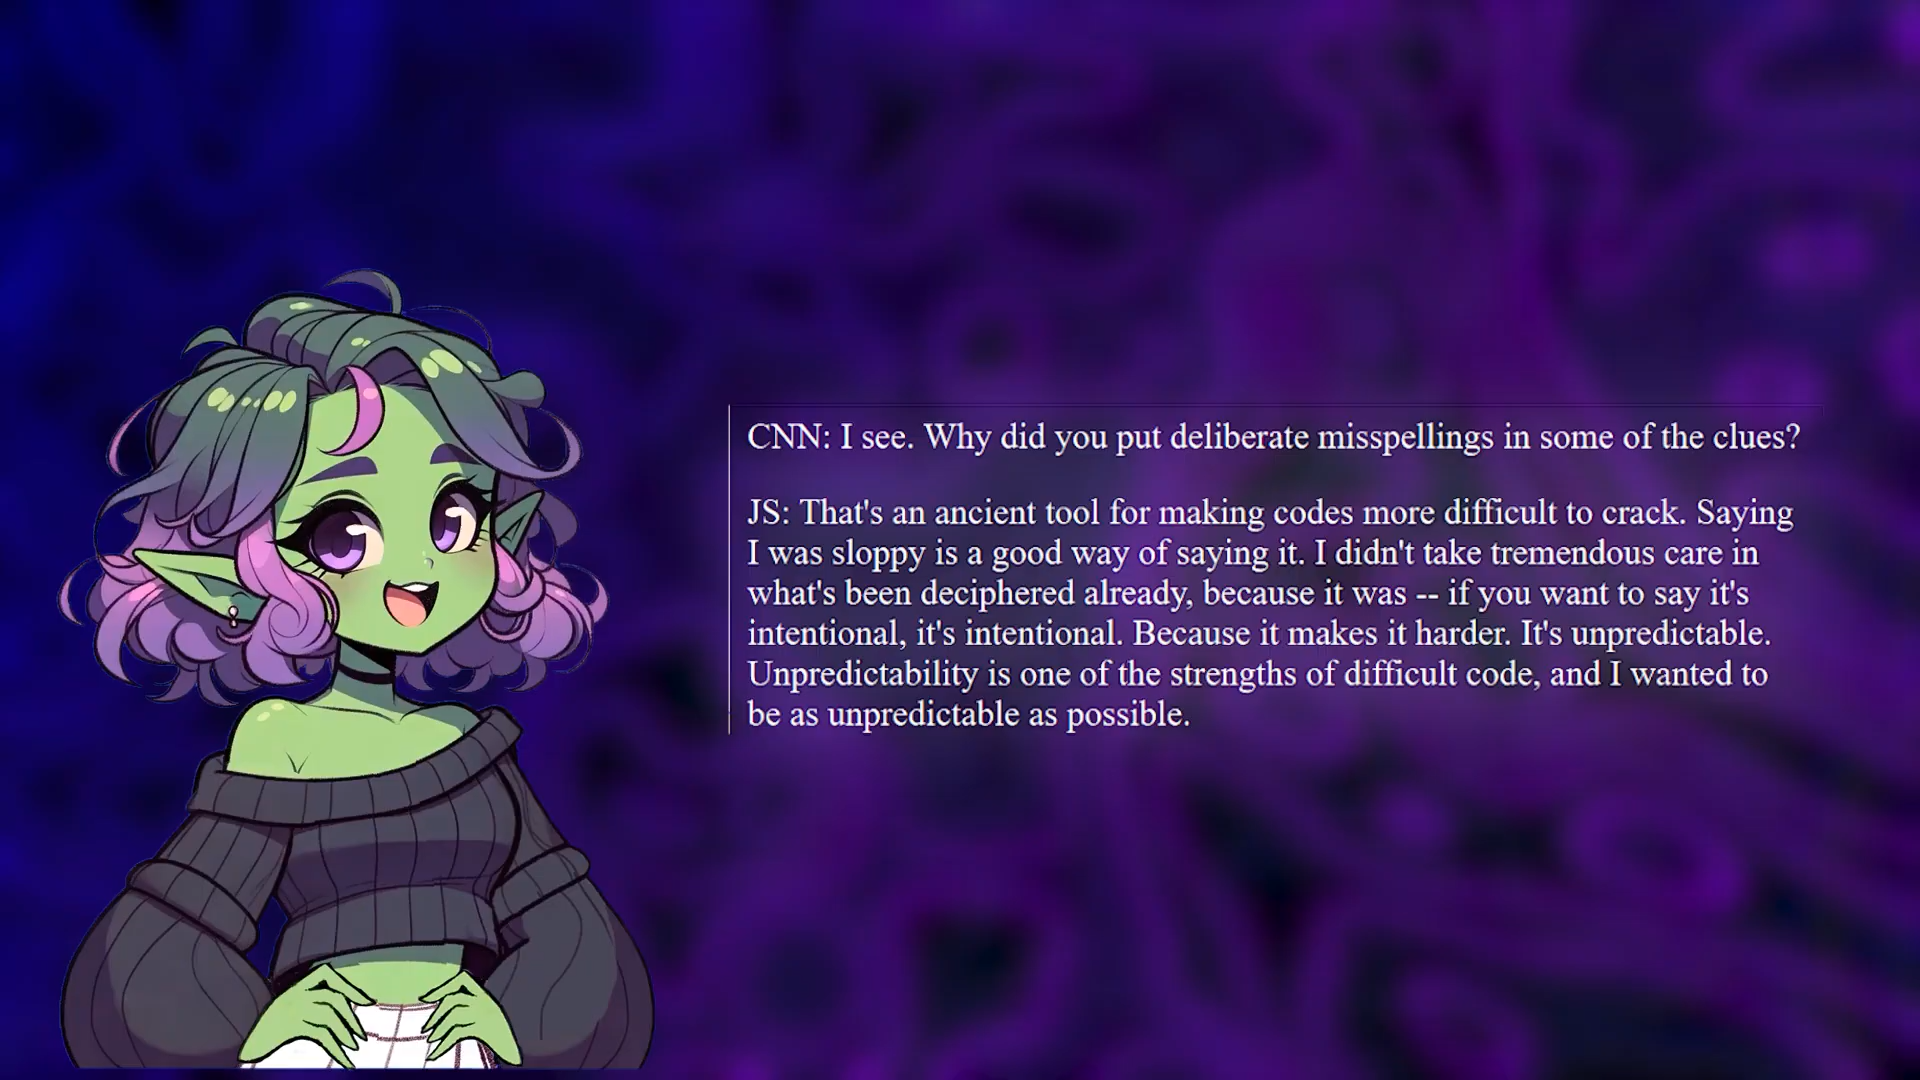 CNN: I see. Why did you put deliberate misspellings in some of the clues?
JS: That's an ancient tool for making codes more difficult to crack. Saying
I was sloppy is a good way of saying it. I didn't take tremendous care in
what's been deciphered already, because it was -- if you want to say it's
intentional, it's intentional. Because it makes it harder. It's unpredictable.
Unpredictability is one of the strengths of difficult code, and I wanted to
be as unpredictable as possible.